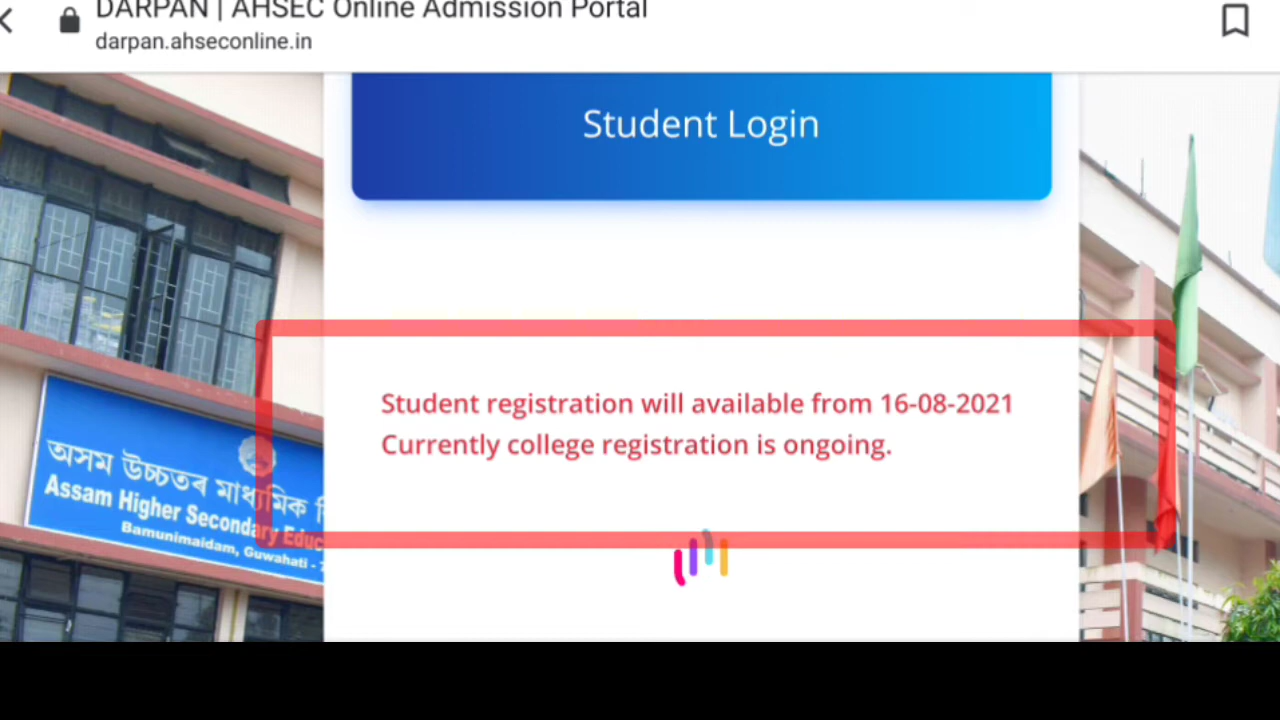 DARPAN | AHSEC Online Admission Portal
darpan.ahseconline.in
Student Login
Student registration will available from 16-08-2021
Currently college registration is ongoing.
অসম উচ্চতৰ মাধ্যমিক
Assam Higher Secondary Educ
Bamunimaidam, Guwahati -